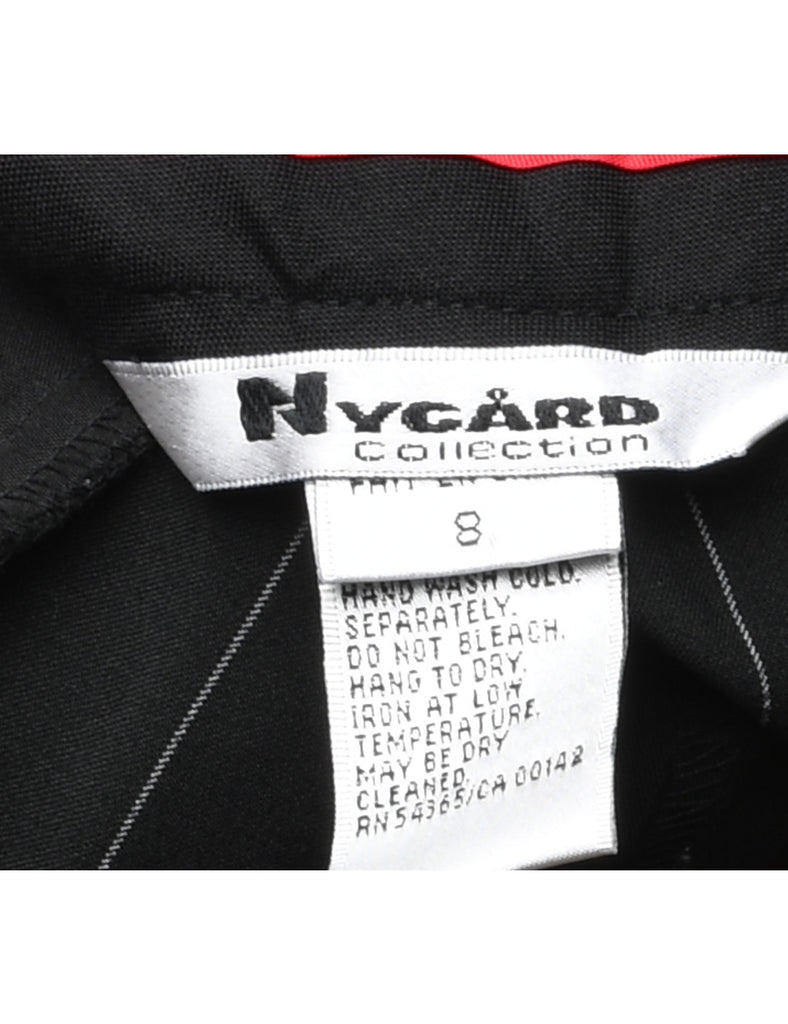 NYGÅRD
Collection
8
HAND WASH COLD.
SEPARATELY.
DO NOT BLEACH.
HANG TO DRY.
IRON AT LOW
TEMPERATURE.
MAY BE DRY
CLEANED.
RN 54365/CA 00142